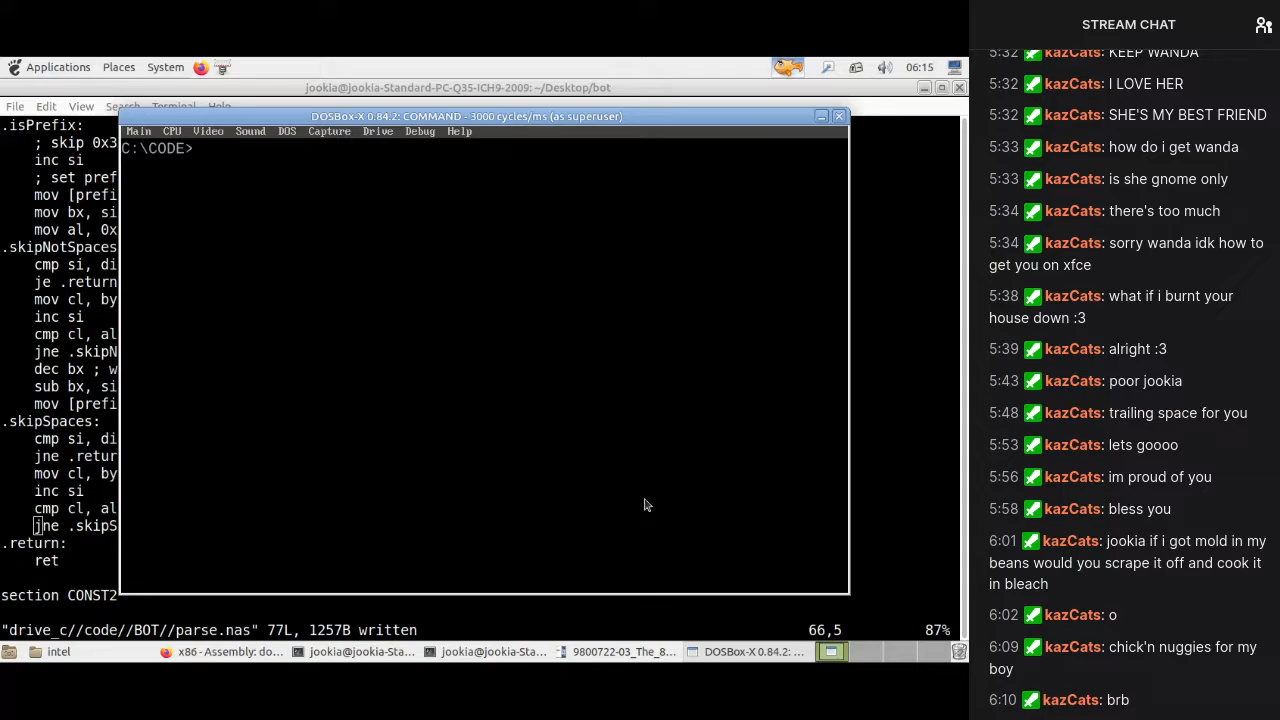 STREAM CHAT
5:32 kazCats: KEEP WANDA
5:32 kazCats: I LOVE HER
5:32 kazCats: SHE'S MY BEST FRIEND
5:33 kazCats: how do i get wanda
5:33 kazCats: is she gnome only
5:34 kazCats: there's too much
5:34 kazCats: sorry wanda idk how to
get you on xfce
5:38 kazCats: what if i burnt your
house down :3
5:39 kazCats: alright :3
5:43 kazCats: poor jookia
5:48 kazCats: trailing space for you
5:53 kazCats: lets goooo
5:56 kazCats: im proud of you
5:58 kazCats: bless you
6:01 kazCats: jookia if i got mold in my
beans would you scrape it off and cook it
in bleach
6:02 kazCats: o
6:09 kazCats: chick'n nuggies for my
boy
6:10 kazCats: brb
Applications Places System 06:15
jookia@jookia-Standard-PC-Q35-ICH9-2009: ~/Desktop/bot
File Edit View Search Terminal Help
DOSBox-X 0.84.2: COMMAND - 3000 cycles/ms (as superuser)
Main CPU Video Sound DOS Capture Drive Debug Help
C:\CODE>
.isPrefix:
; skip 0x3
inc si
; set pref
mov [prefi
mov bx, si
mov al, 0x
.skipNotSpaces
cmp si, di
je .return
mov cl, by
inc si
cmp cl, al
jne .skipN
dec bx ; w
sub bx, si
mov [prefi
.skipSpaces:
cmp si, di
jne .retur
mov cl, by
inc si
cmp cl, al
jne .skipS
.return:
ret
section CONST2
"drive_c//code//BOT//parse.nas" 77L, 1257B written 66,5 87%
intel x86 - Assembly: do... jookia@jookia-Sta... jookia@jookia-Sta... 9800722-03_The_8... DOSBox-X 0.84.2: ...